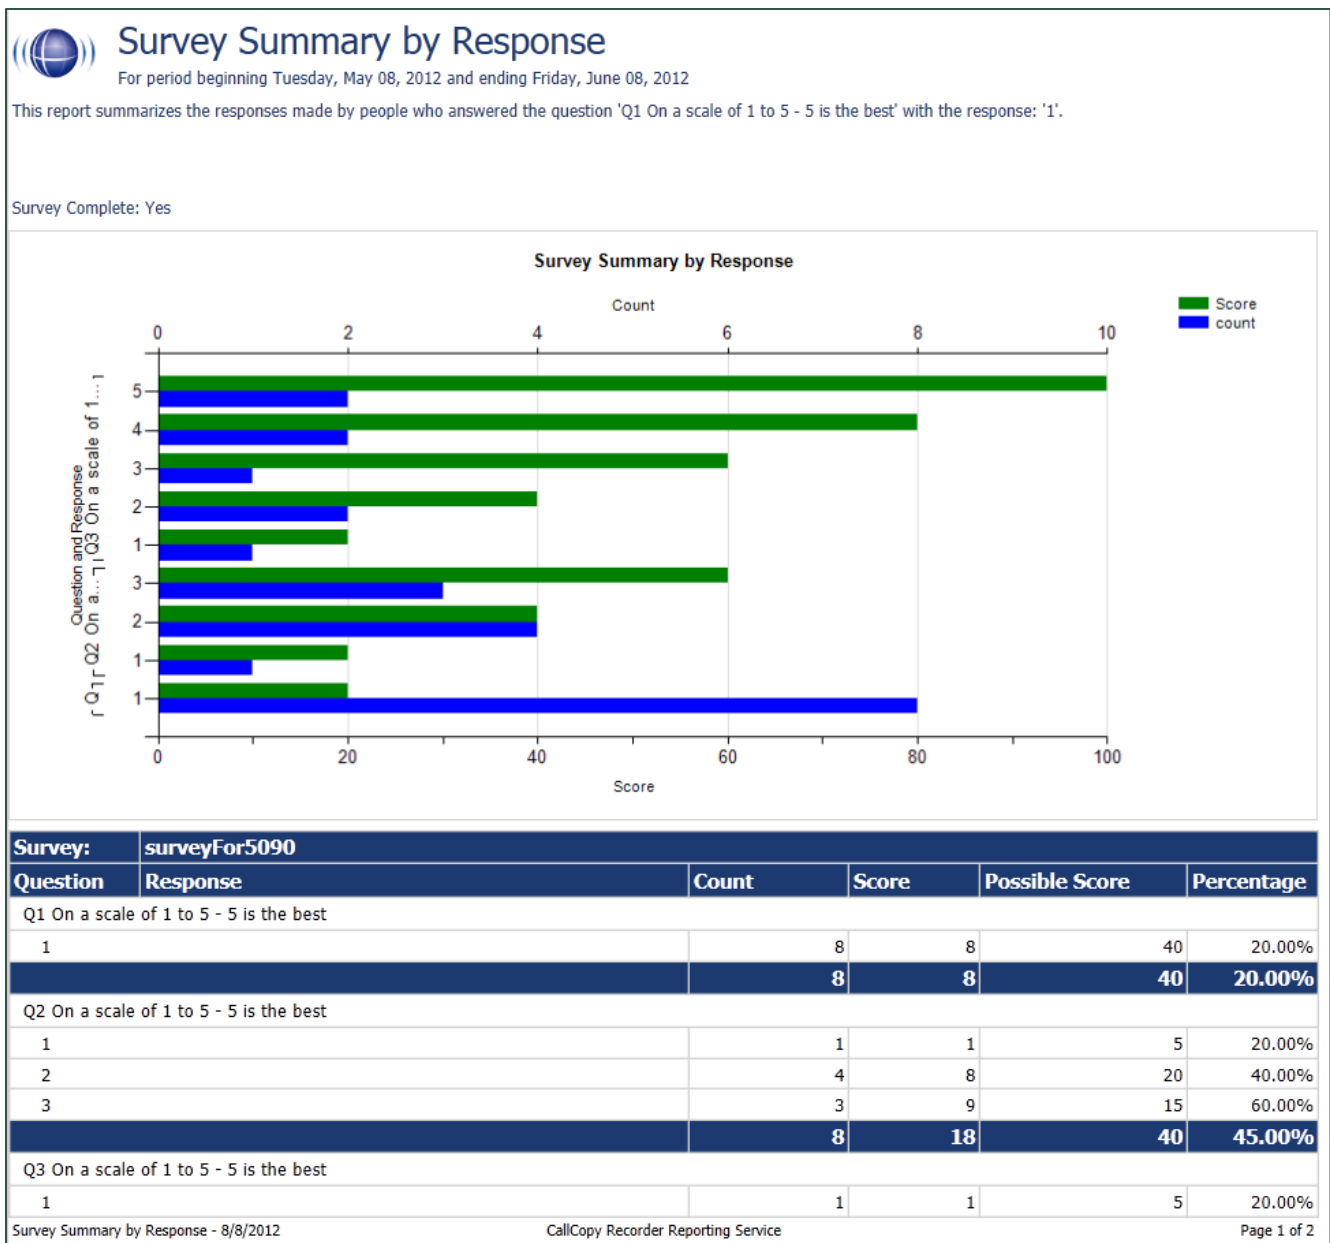 Survey Summary by Response
For period beginning Tuesday, May 08, 2012 and ending Friday, June 08, 2012
This report summarizes the responses made by people who answered the question 'Q1 On a scale of 1 to 5 - 5 is the best' with the response: '1'.
Survey Complete: Yes
Survey Summary by Response
Count
Score
count
0 2 4 6 8 10
Question and Response
Q3 On a scale of 1...
5
4
3
2
1
Q2 On a...
3
2
1
Q1
1
0 20 40 60 80 100
Score
Survey: surveyFor5090
Question Response Count Score Possible Score Percentage
Q1 On a scale of 1 to 5 - 5 is the best
1 8 8 40 20.00%
8 8 40 20.00%
Q2 On a scale of 1 to 5 - 5 is the best
1 1 1 5 20.00%
2 4 8 20 40.00%
3 3 9 15 60.00%
8 18 40 45.00%
Q3 On a scale of 1 to 5 - 5 is the best
1 1 1 5 20.00%
Survey Summary by Response - 8/8/2012 CallCopy Recorder Reporting Service Page 1 of 2